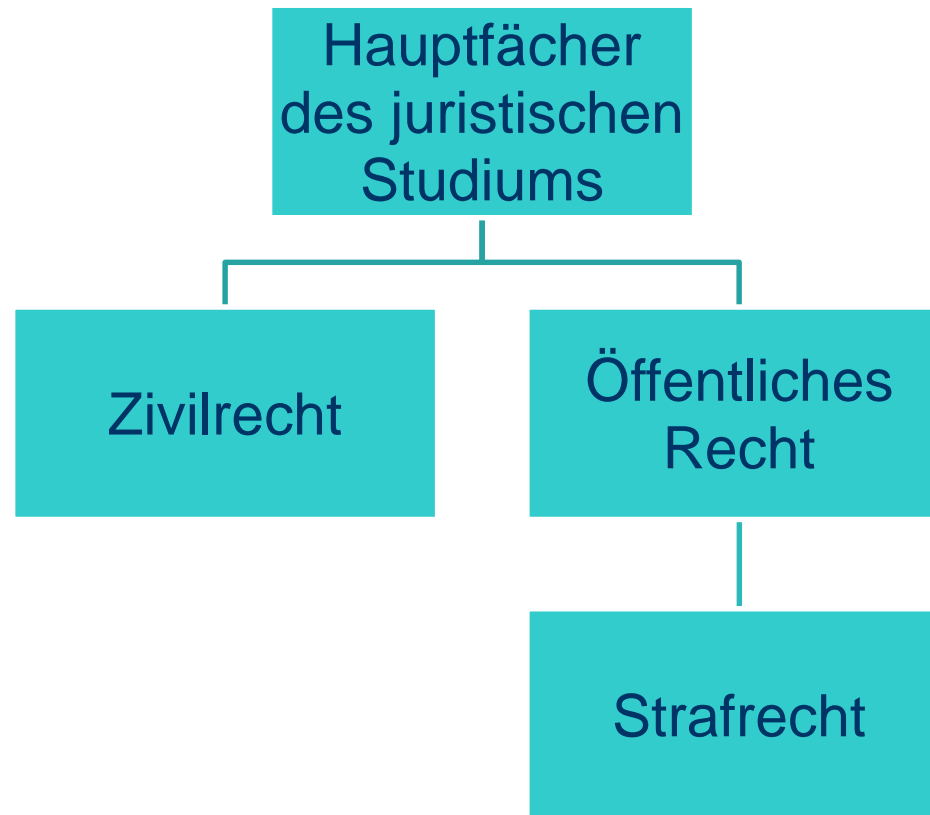 Hauptfächer
des juristischen
Studiums
Zivilrecht
Öffentliches
Recht
Strafrecht